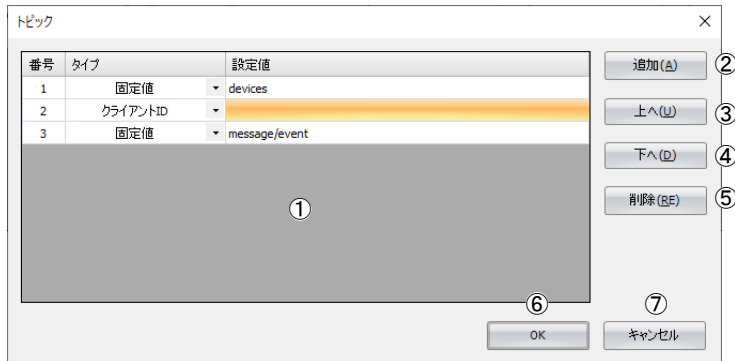 トピック
番号 タイプ 設定値
1 固定値 devices
2 クライアントID
3 固定値 message/event
①
追加(A) ②
上へ(U) ③
下へ(D) ④
削除(RE) ⑤
⑥ ⑦
OK キャンセル